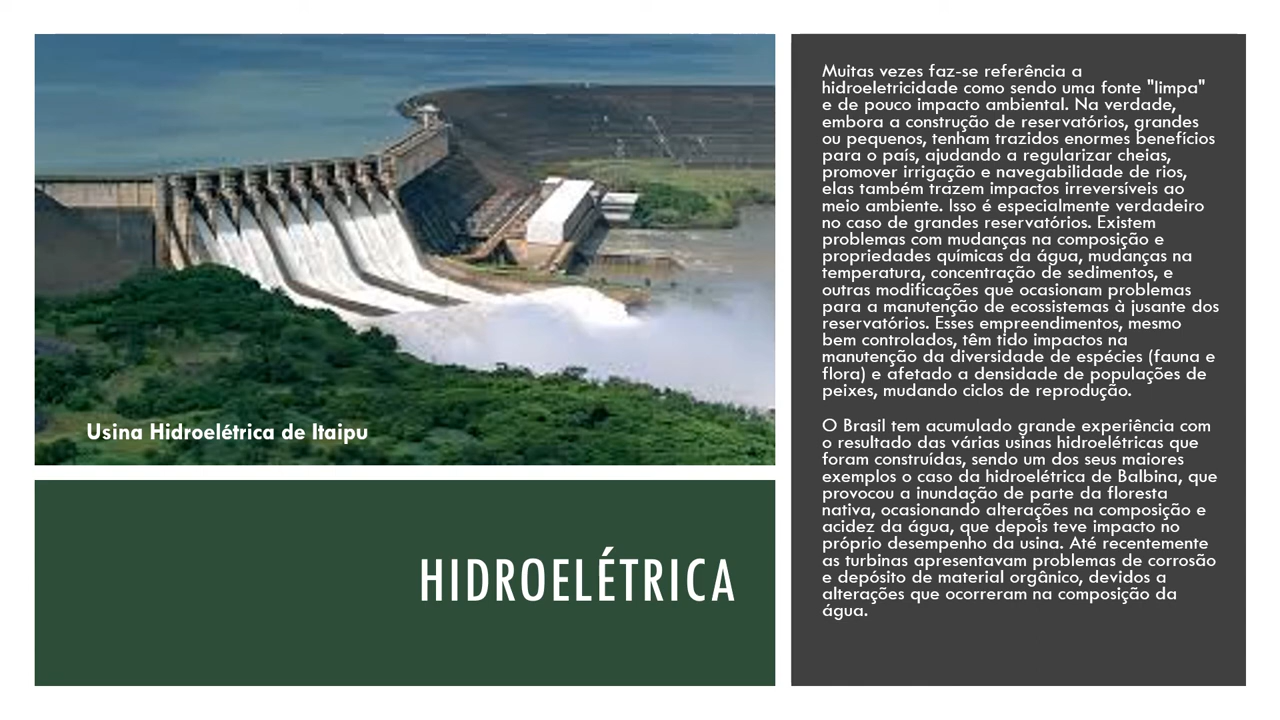 Usina Hidroelétrica de Itaipu
HIDROELÉTRICA
Muitas vezes faz-se referência a
hidroeletricidade como sendo uma fonte "limpa"
e de pouco impacto ambiental. Na verdade,
embora a construção de reservatórios, grandes
ou pequenos, tenham trazidos enormes benefícios
para o país, ajudando a regularizar cheias,
promover irrigação e navegabilidade de rios,
elas também trazem impactos irreversíveis ao
meio ambiente. Isso é especialmente verdadeiro
no caso de grandes reservatórios. Existem
problemas com mudanças na composição e
propriedades químicas da água, mudanças na
temperatura, concentração de sedimentos, e
outras modificações que ocasionam problemas
para a manutenção de ecossistemas à jusante dos
reservatórios. Esses empreendimentos, mesmo
bem controlados, têm tido impactos na
manutenção da diversidade de espécies (fauna e
flora) e afetado a densidade de populações de
peixes, mudando ciclos de reprodução.
O Brasil tem acumulado grande experiência com
o resultado das várias usinas hidroelétricas que
foram construídas, sendo um dos seus maiores
exemplos o caso da hidroelétrica de Balbina, que
provocou a inundação de parte da floresta
nativa, ocasionando alterações na composição e
acidez da água, que depois teve impacto no
próprio desempenho da usina. Até recentemente
as turbinas apresentavam problemas de corrosão
e depósito de material orgânico, devidos a
alterações que ocorreram na composição da
água.